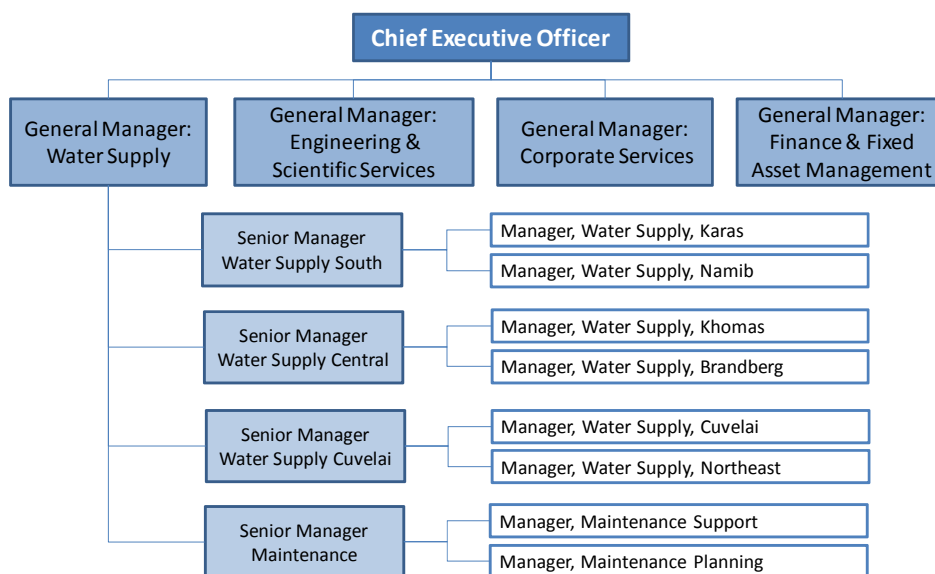 Chief Executive Officer
General Manager:
Water Supply
General Manager:
Engineering &
Scientific Services
General Manager:
Corporate Services
General Manager:
Finance & Fixed
Asset Management
Senior Manager
Water Supply South
Manager, Water Supply, Karas
Manager, Water Supply, Namib
Senior Manager
Water Supply Central
Manager, Water Supply, Khomas
Manager, Water Supply, Brandberg
Senior Manager
Water Supply Cuvelai
Manager, Water Supply, Cuvelai
Manager, Water Supply, Northeast
Senior Manager
Maintenance
Manager, Maintenance Support
Manager, Maintenance Planning